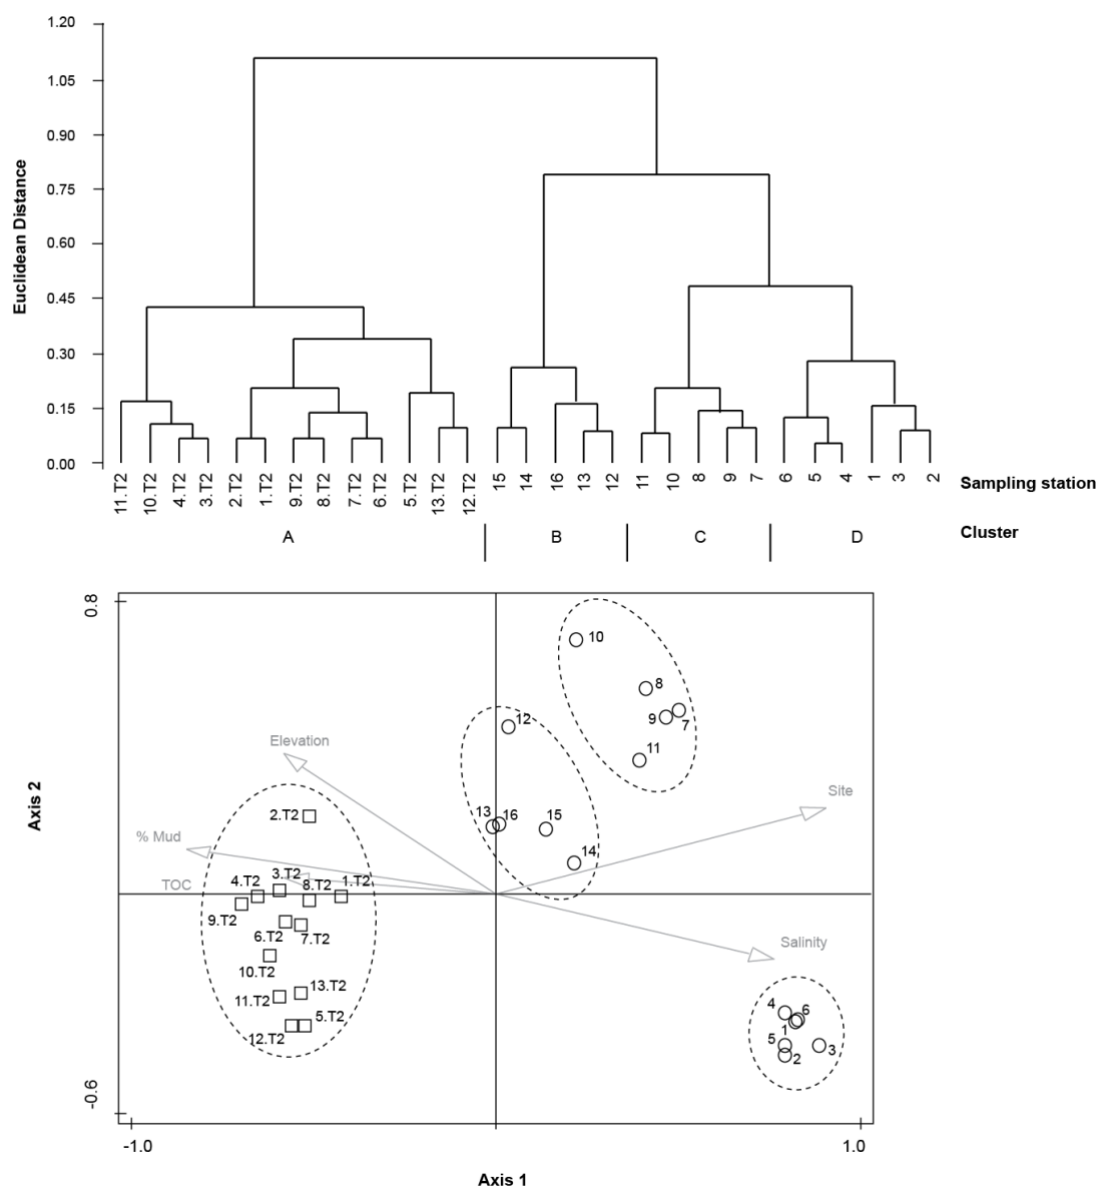 1.20
1.05
0.90
0.75
0.60
0.45
0.30
0.15
0.00
Euclidean Distance
11.T2 10.T2 4.T2 3.T2 2.T2 1.T2 9.T2 8.T2 7.T2 6.T2 5.T2 13.T2 12.T2 15 14 16 13 12 11 10 8 9 7 6 5 4 1 3 2
Sampling station
A B C D
Cluster
0.8
10
8
12
9 7
Elevation
11
Site
2.T2
13 16 15
% Mud
14
3.T2
4.T2 8.T2 1.T2
TOC
9.T2
6.T2 7.T2
Salinity
10.T2
11.T2 13.T2
4 6
1
5.T2
12.T2
5 3
2
-0.6
-1.0 1.0
Axis 2
Axis 1